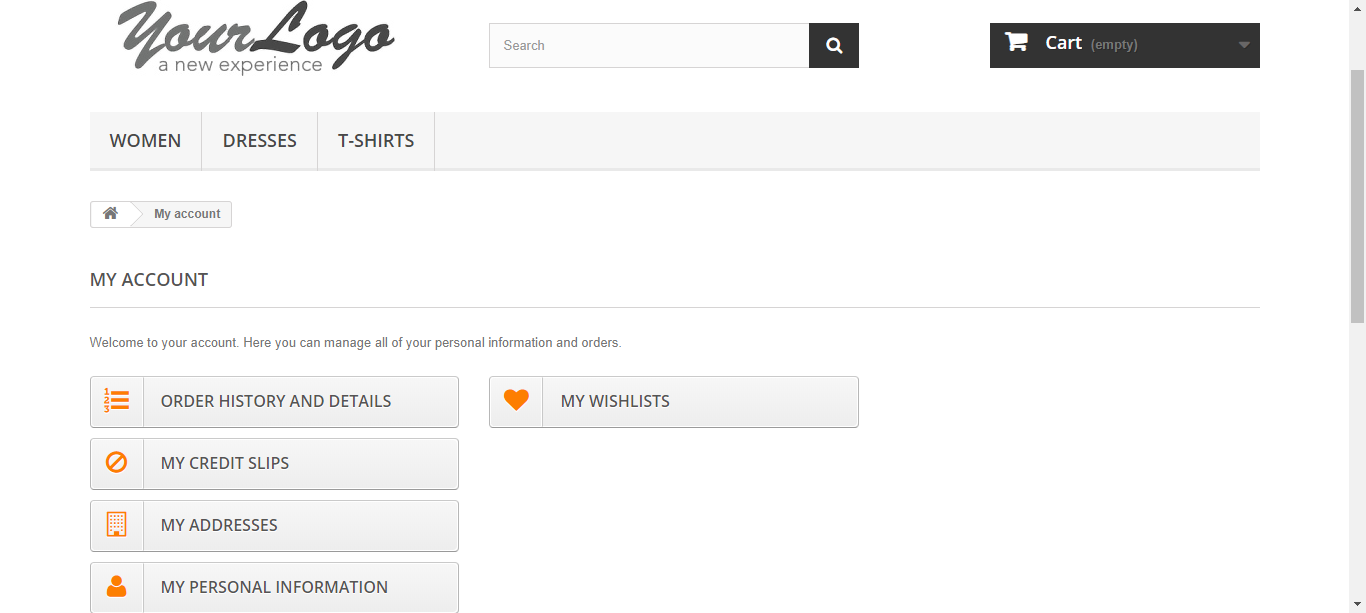 YourLogo
a new experience
Search
Cart (empty)
WOMEN DRESSES T-SHIRTS
My account
MY ACCOUNT
Welcome to your account. Here you can manage all of your personal information and orders.
ORDER HISTORY AND DETAILS
MY WISHLISTS
MY CREDIT SLIPS
MY ADDRESSES
MY PERSONAL INFORMATION